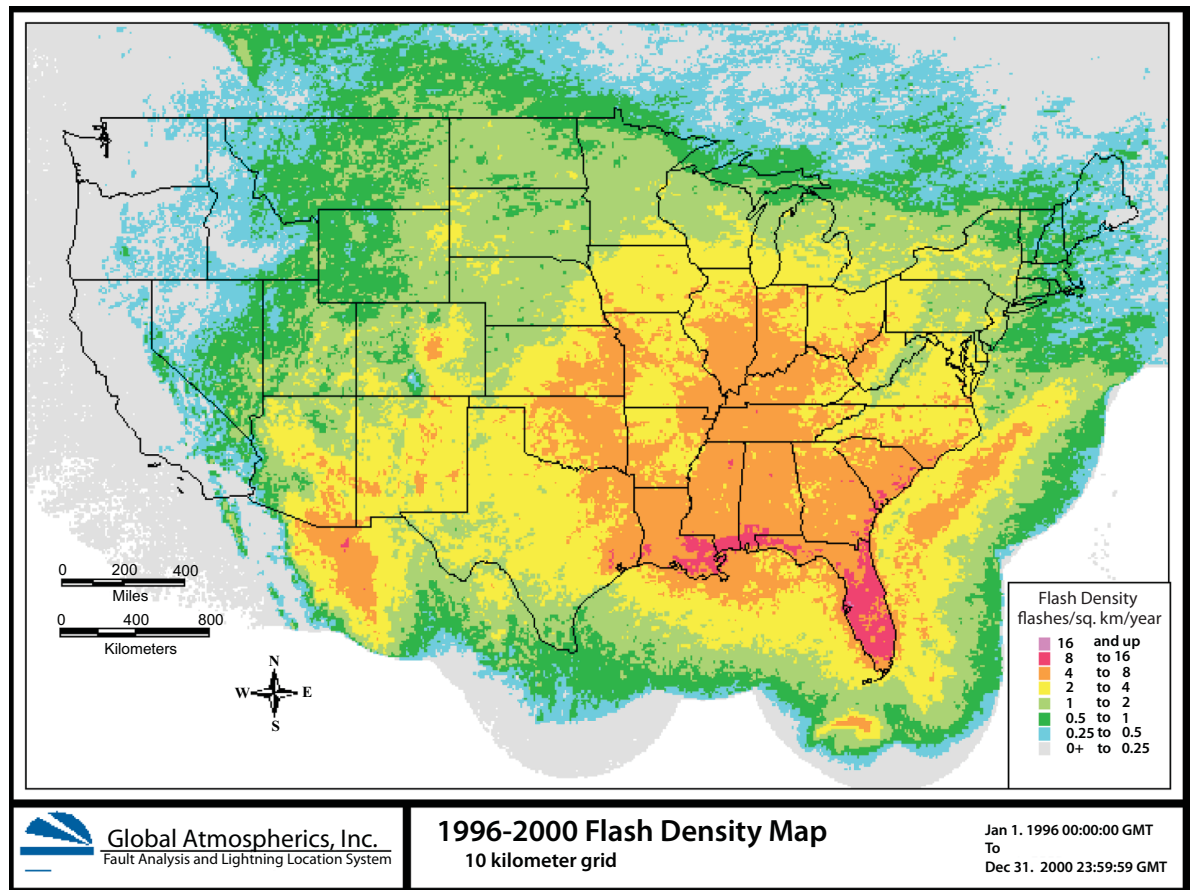 0 200 400
Miles
0 400 800
Kilometers
N
W E
S
Flash Density
flashes/sq. km/year
16 and up
8 to 16
4 to 8
2 to 4
1 to 2
0.5 to 1
0.25 to 0.5
0+ to 0.25
Global Atmospherics, Inc.
Fault Analysis and Lightning Location System
1996-2000 Flash Density Map
10 kilometer grid
Jan 1. 1996 00:00:00 GMT
To
Dec 31. 2000 23:59:59 GMT